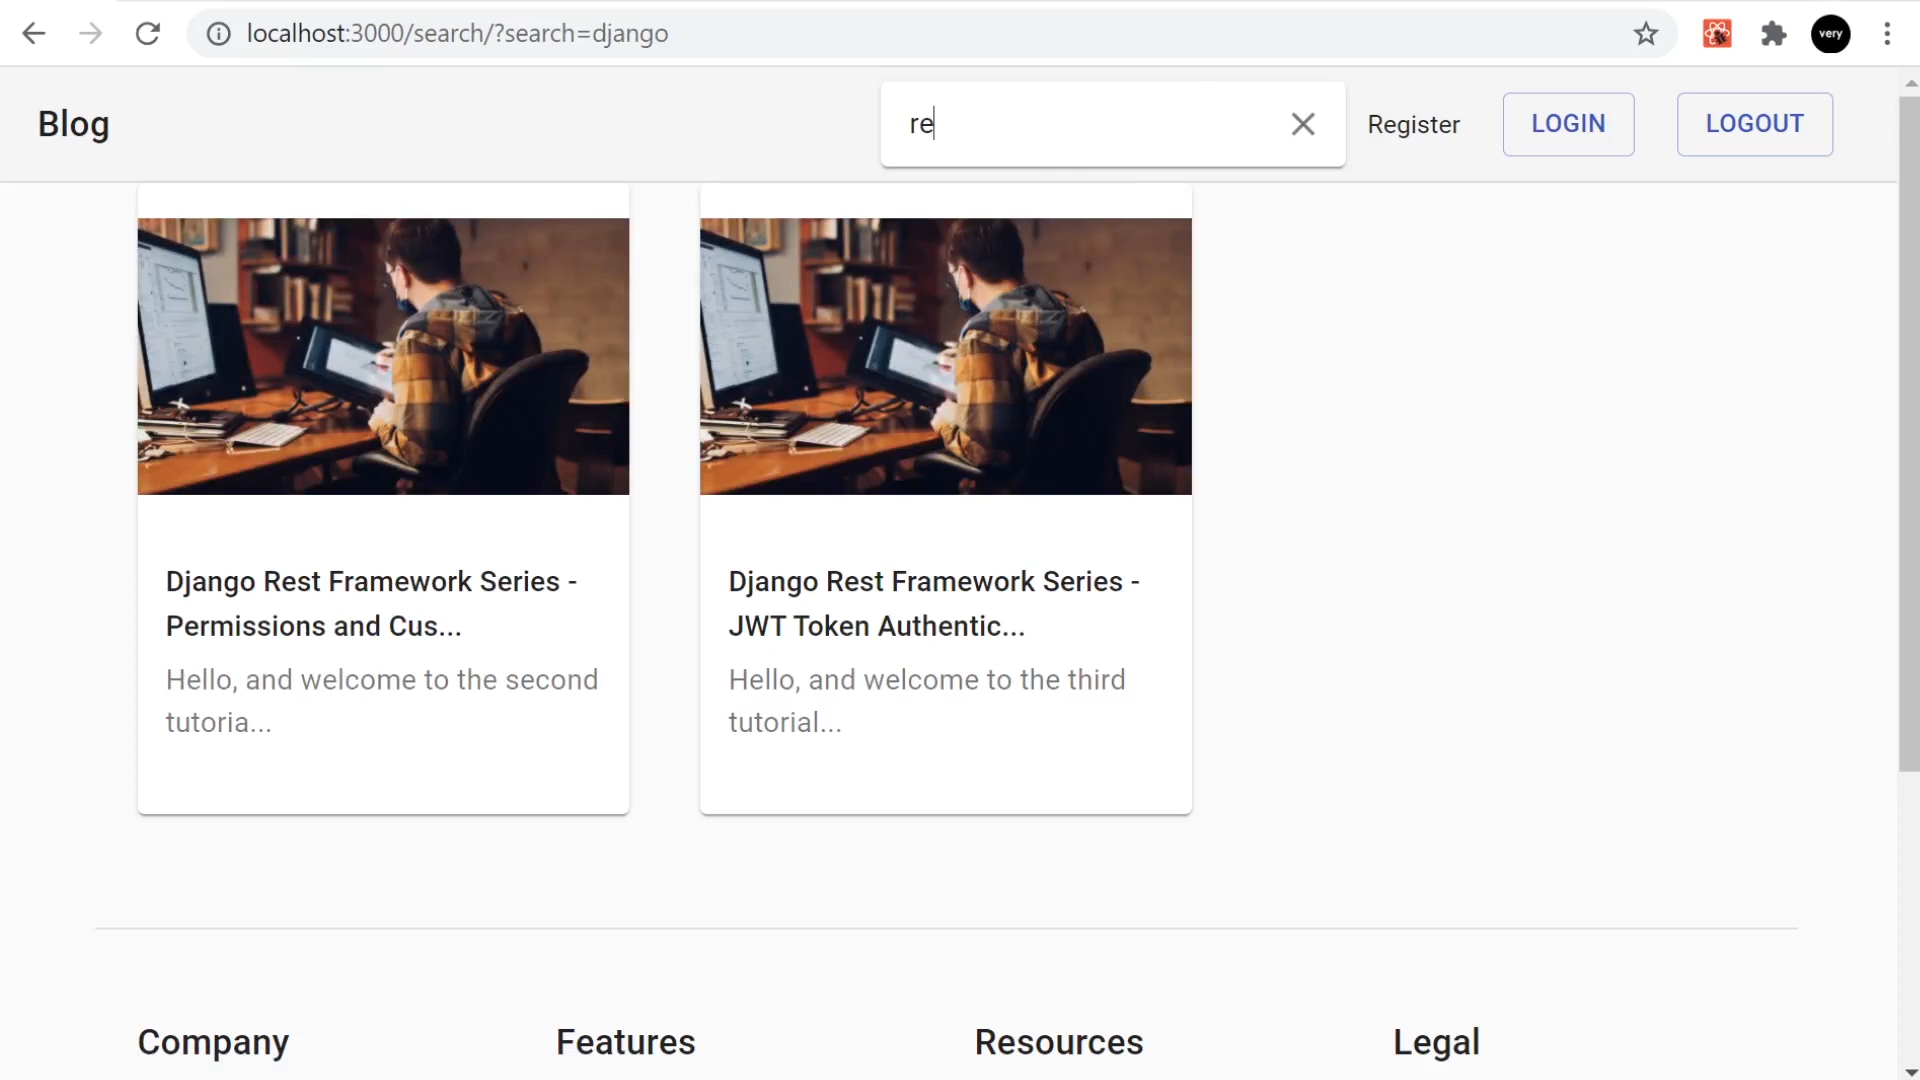 localhost:3000/search/?search=django
very
Blog
re
Register
LOGIN
LOGOUT
Django Rest Framework Series -
Permissions and Cus...
Hello, and welcome to the second
tutoria...
Django Rest Framework Series -
JWT Token Authentic...
Hello, and welcome to the third
tutorial...
Company
Features
Resources
Legal